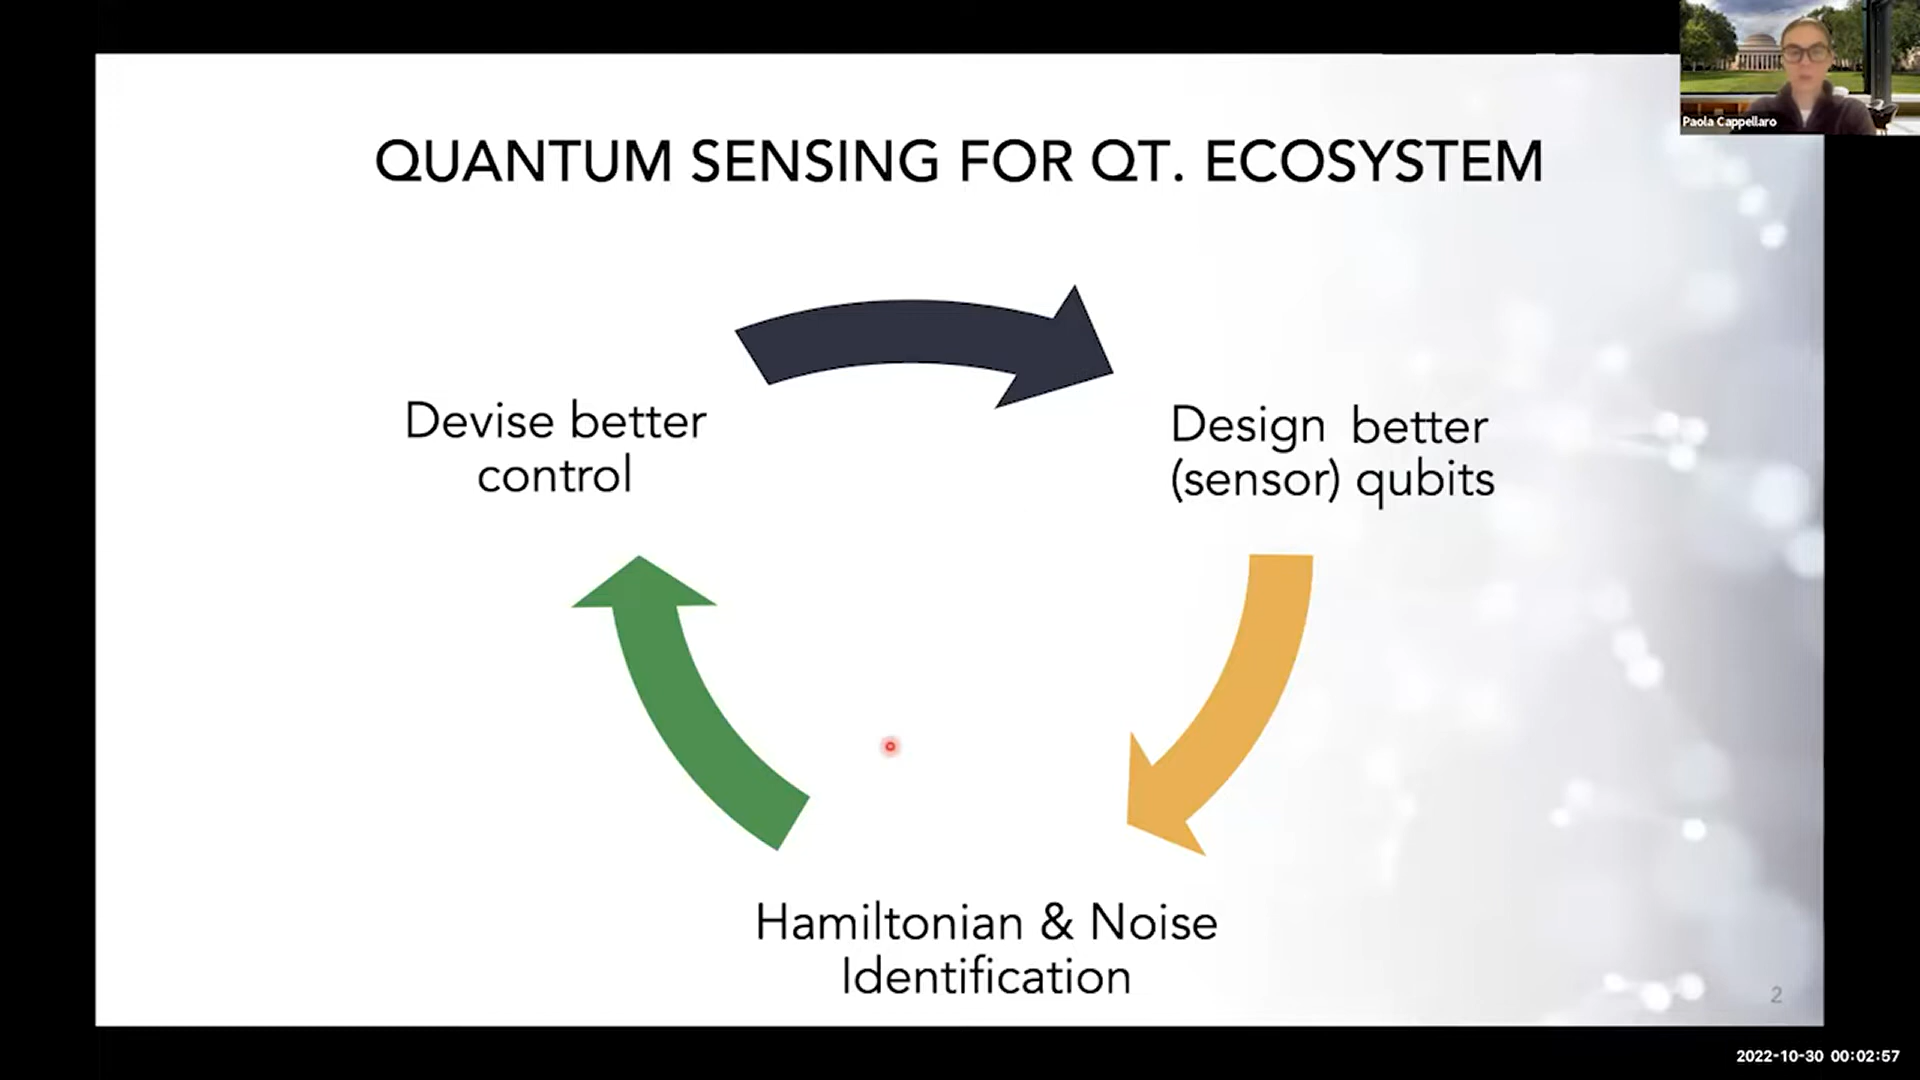 Paola Cappellaro
QUANTUM SENSING FOR QT. ECOSYSTEM
Devise better
control
Design better
(sensor) qubits
Hamiltonian & Noise
Identification
2
2022-10-30 00:02:57